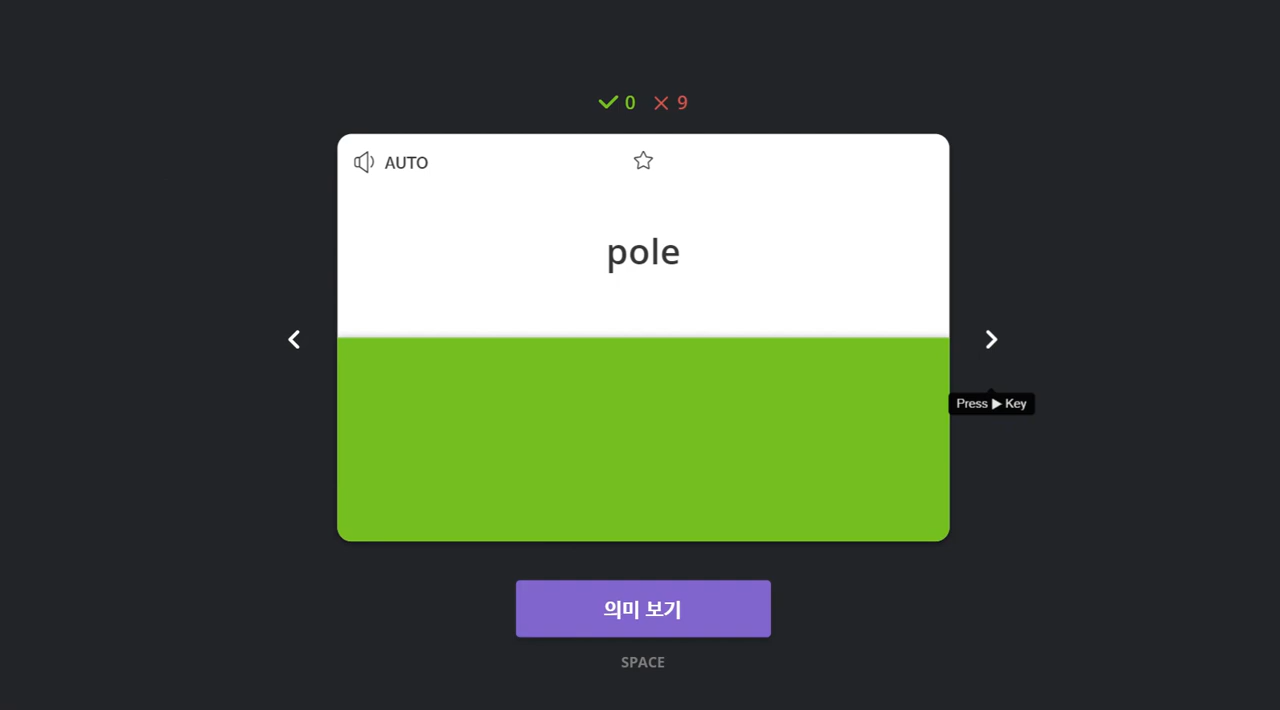 0 9
AUTO
pole
Press ▶ Key
의미 보기
SPACE